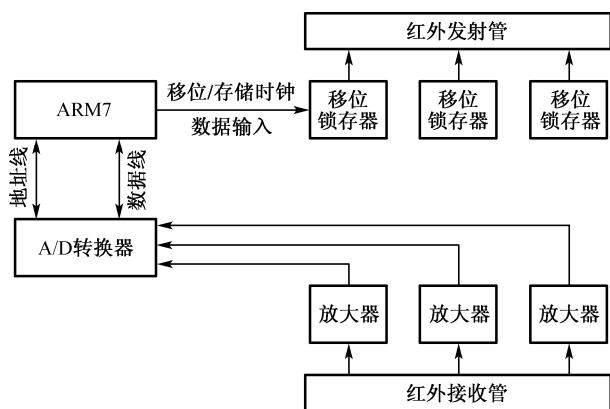 红外发射管
ARM7
移位/存储时钟
数据输入
移位
锁存器
移位
锁存器
移位
锁存器
地址线
数据线
A/D转换器
放大器
放大器
放大器
红外接收管